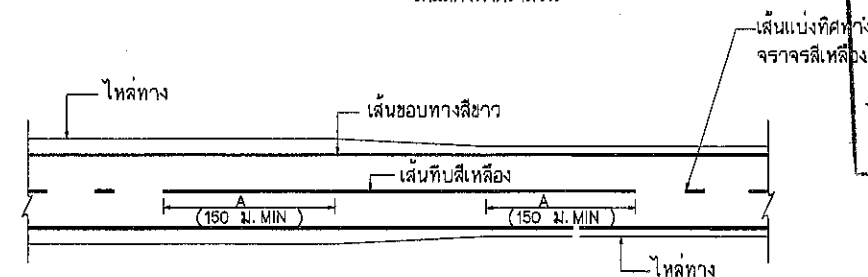 เส้นแบ่งทิศทาง
จราจรสีเหลือง
ไหล่ทาง
เส้นขอบทางสีขาว
เส้นทึบสีเหลือง
A
(150 ม. MIN )
A
(150 ม. MIN )
ไหล่ทาง